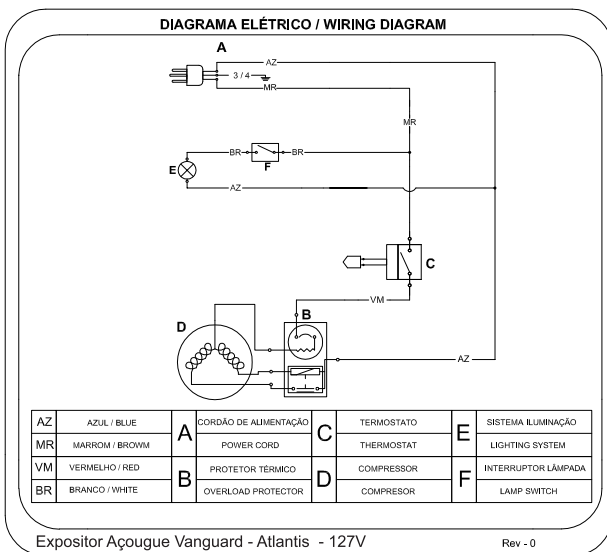 DIAGRAMA ELÉTRICO / WIRING DIAGRAM
A
AZ
3 / 4
MR
MR
BR
BR
E
F
AZ
C
VM
B
D
AZ
AZ AZUL / BLUE A CORDÃO DE ALIMENTAÇÃO C TERMOSTATO E SISTEMA ILUMINAÇÃO
MR MARROM / BROWM POWER CORD THERMOSTAT LIGHTING SYSTEM
VM VERMELHO / RED B PROTETOR TÉRMICO D COMPRESSOR F INTERRUPTOR LÂMPADA
BR BRANCO / WHITE OVERLOAD PROTECTOR COMPRESOR LAMP SWITCH
Expositor Açougue Vanguard - Atlantis - 127V Rev - 0